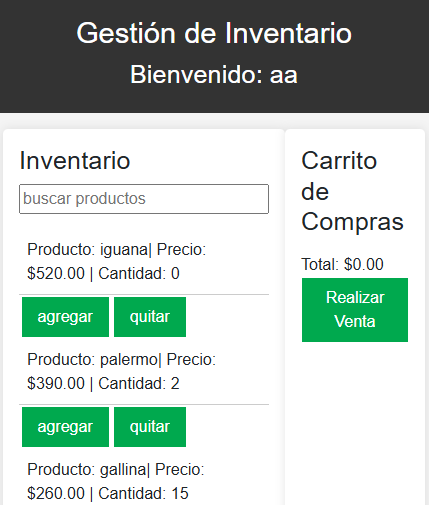 Gestión de Inventario
Bienvenido: aa
Inventario
buscar productos
Producto: iguana| Precio:
$520.00 | Cantidad: 0
agregar quitar
Producto: palermo| Precio:
$390.00 | Cantidad: 2
agregar quitar
Producto: gallina| Precio:
$260.00 | Cantidad: 15
Carrito
de
Compras
Total: $0.00
Realizar
Venta